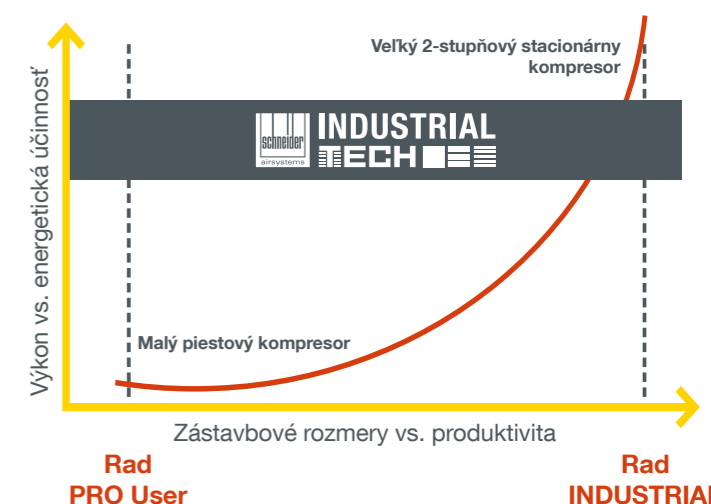 Veľký 2-stupňový stacionárny
kompresor
schneider
airsystems
INDUSTRIAL
TECH
Výkon vs. energetická účinnosť
Malý piestový kompresor
Zástavbové rozmery vs. produktivita
Rad
PRO User
Rad
INDUSTRIAL